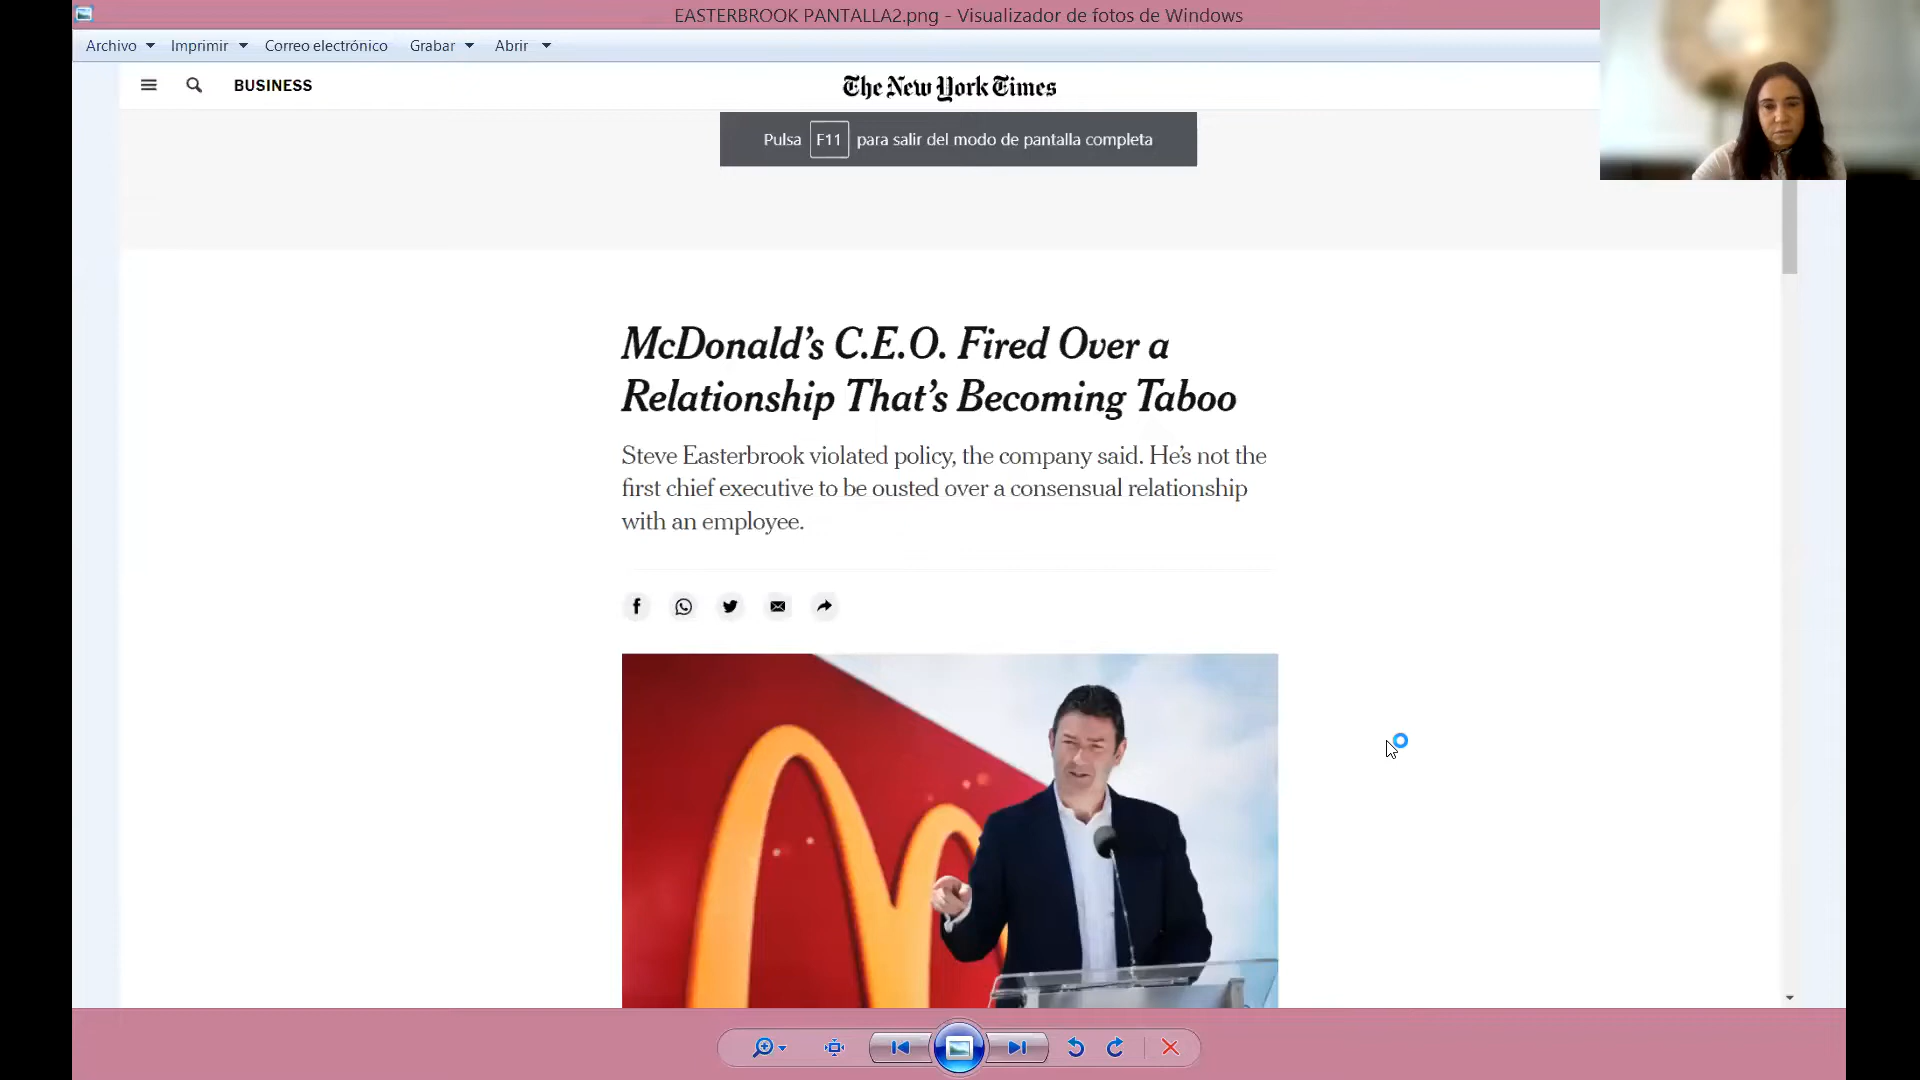 EASTERBROOK PANTALLA2.png - Visualizador de fotos de Windows
Archivo Imprimir Correo electrónico Grabar Abrir
BUSINESS The New York Times
Pulsa F11 para salir del modo de pantalla completa
McDonald's C.E.O. Fired Over a
Relationship That's Becoming Taboo
Steve Easterbrook violated policy, the company said. He's not the
first chief executive to be ousted over a consensual relationship
with an employee.